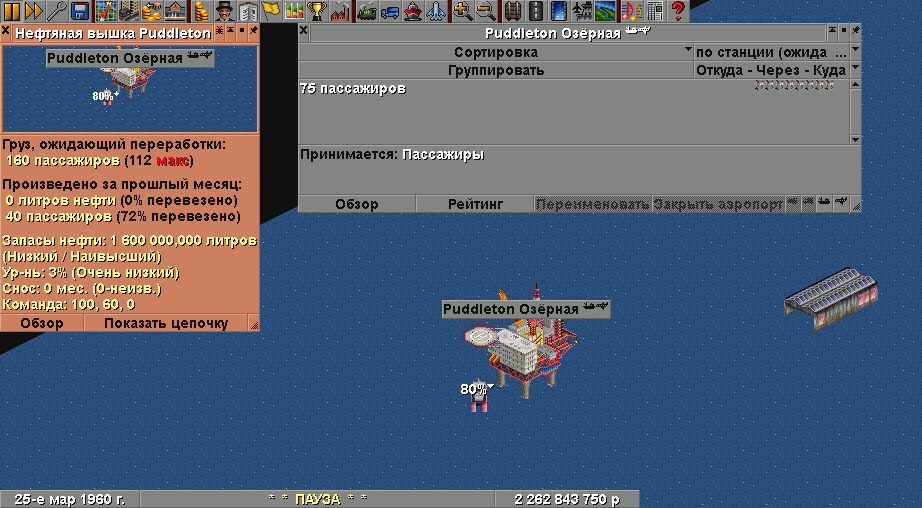 Нефтяная вышка Puddleton
Puddleton Озёрная
80%
Груз, ожидающий переработки:
160 пассажиров (112 макс)
Произведено за прошлый месяц:
0 литров нефти (0% перевезено)
40 пассажиров (72% перевезено)
Запасы нефти: 1 600 000,000 литров
(Низкий / Наивысший)
Ур-нь: 3% (Очень низкий)
Снос: 0 мес. (0-неизв.)
Команда: 100, 60, 0
Обзор Показать цепочку
Puddleton Озёрная
Сортировка по станции (ожида ...
Группировать Откуда - Через - Куда
75 пассажиров
Принимается: Пассажиры
Обзор Рейтинг Переименовать Закрыть аэропорт
Puddleton Озёрная
80%
25-е мар 1960 г. * * ПАУЗА * * 2 262 843 750 р